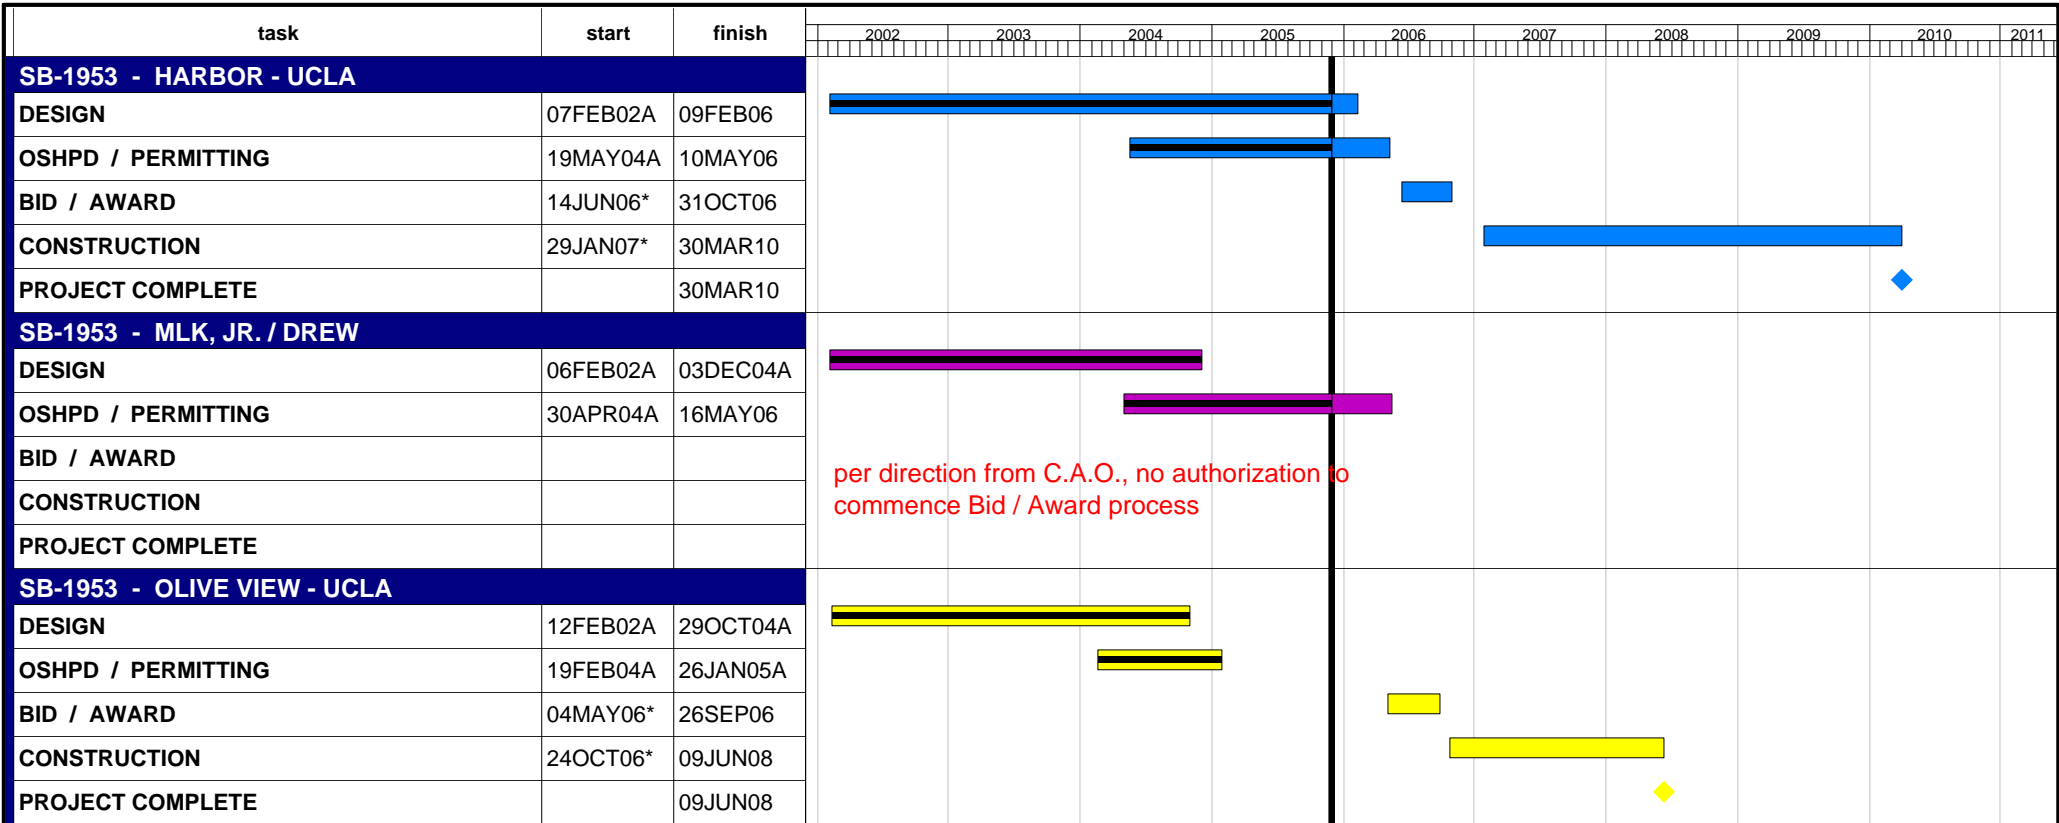 task start finish 2002 2003 2004 2005 2006 2007 2008 2009 2010 2011
SB-1953 - HARBOR - UCLA
DESIGN 07FEB02A 09FEB06
OSHPD / PERMITTING 19MAY04A 10MAY06
BID / AWARD 14JUN06* 31OCT06
CONSTRUCTION 29JAN07* 30MAR10
PROJECT COMPLETE 30MAR10
SB-1953 - MLK, JR. / DREW
DESIGN 06FEB02A 03DEC04A
OSHPD / PERMITTING 30APR04A 16MAY06
BID / AWARD
per direction from C.A.O., no authorization to
CONSTRUCTION
commence Bid / Award process
PROJECT COMPLETE
SB-1953 - OLIVE VIEW - UCLA
DESIGN 12FEB02A 29OCT04A
OSHPD / PERMITTING 19FEB04A 26JAN05A
BID / AWARD 04MAY06* 26SEP06
CONSTRUCTION 24OCT06* 09JUN08
PROJECT COMPLETE 09JUN08